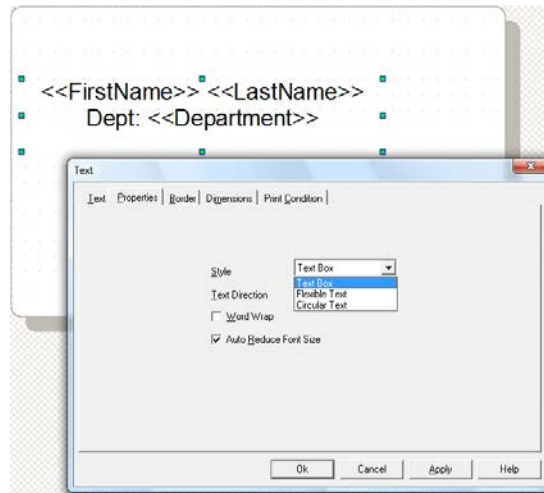 <<FirstName>> <<LastName>>
Dept: <<Department>>
Text
Text Properties Border Dimensions Print Condition
Style Text Box
Text Box
Text Direction Flexible Text
Circular Text
Word Wrap
Auto Reduce Font Size
Ok Cancel Apply Help